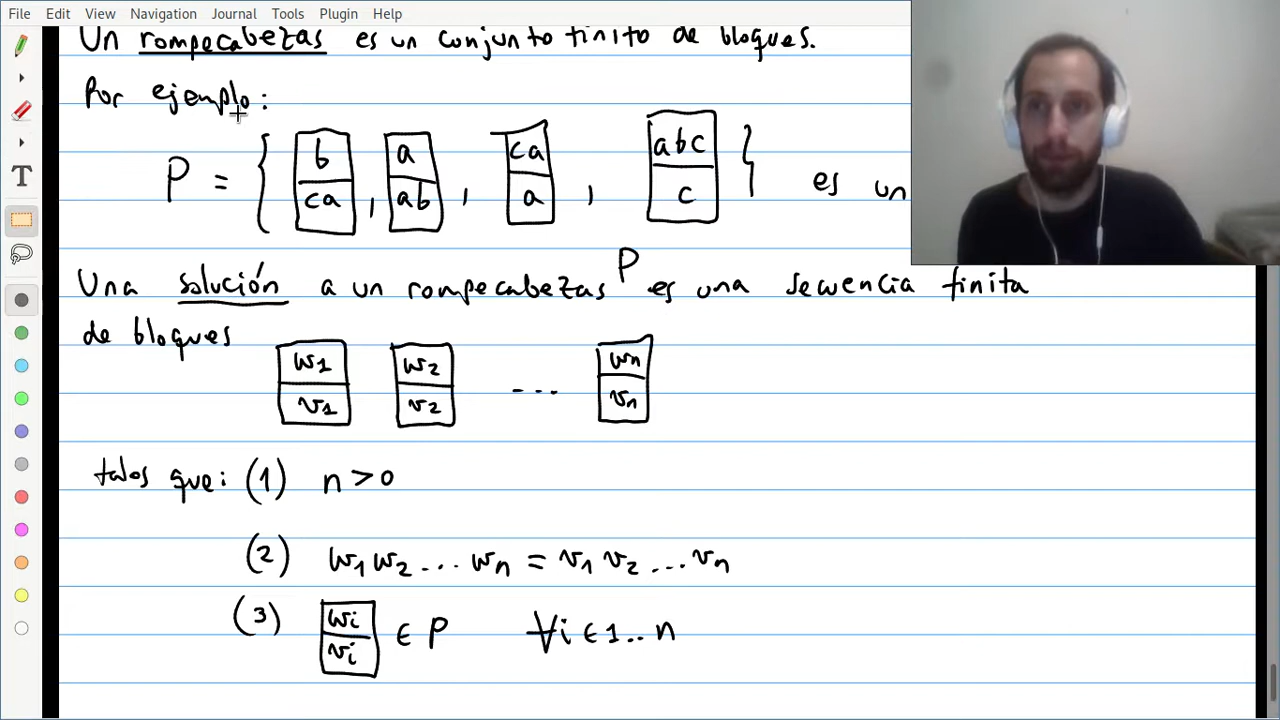 File Edit View Navigation Journal Tools Plugin Help
Un rompecabezas es un conjunto finito de bloques.
Por ejemplo:
P = { b/ca, a/ab, ca/a, abc/c } es un
Una solución a un rompecabezas P es una secuencia finita
de bloques w1/v1 w2/v2 ... wn/vn
tales que: (1) n > 0
(2) w1 w2 ... wn = v1 v2 ... vn
(3) wi/vi ∈ P ∀i ∈ 1..n
T